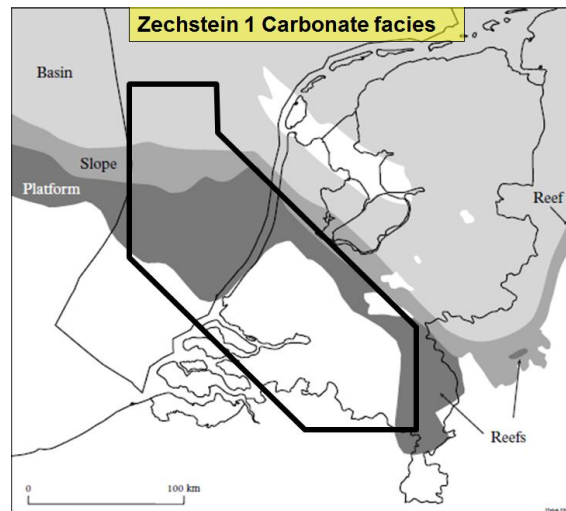 Zechstein 1 Carbonate facies
Basin
Slope
Platform
Reef
Reefs
0 100 km